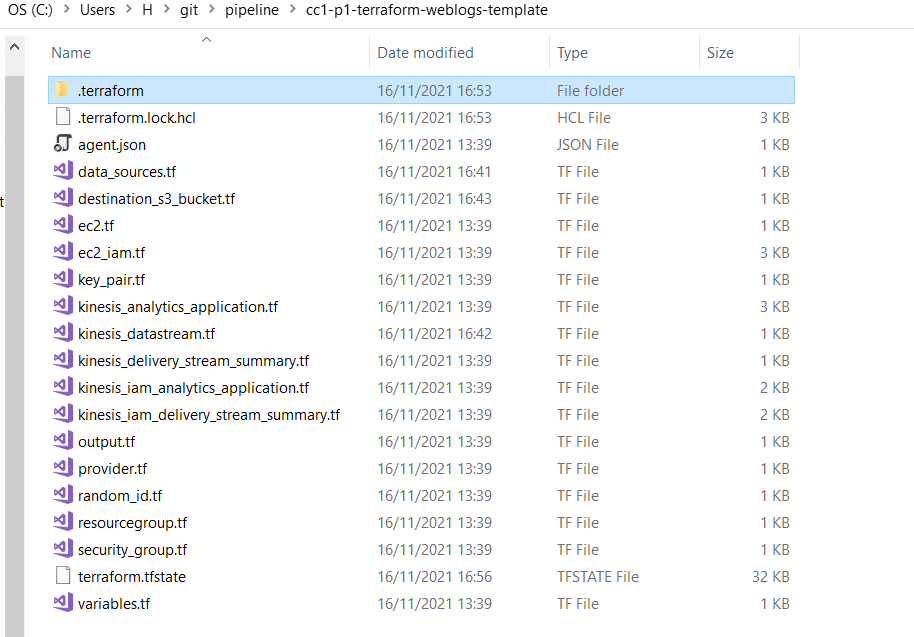 OS (C:) > Users > H > git > pipeline > cc1-p1-terraform-weblogs-template
Name Date modified Type Size
.terraform 16/11/2021 16:53 File folder
.terraform.lock.hcl 16/11/2021 16:53 HCL File 3 KB
agent.json 16/11/2021 13:39 JSON File 1 KB
data_sources.tf 16/11/2021 16:41 TF File 1 KB
destination_s3_bucket.tf 16/11/2021 16:43 TF File 1 KB
t
ec2.tf 16/11/2021 13:39 TF File 1 KB
ec2_iam.tf 16/11/2021 13:39 TF File 3 KB
key_pair.tf 16/11/2021 13:39 TF File 1 KB
kinesis_analytics_application.tf 16/11/2021 13:39 TF File 3 KB
kinesis_datastream.tf 16/11/2021 16:42 TF File 1 KB
kinesis_delivery_stream_summary.tf 16/11/2021 13:39 TF File 1 KB
kinesis_iam_analytics_application.tf 16/11/2021 13:39 TF File 2 KB
kinesis_iam_delivery_stream_summary.tf 16/11/2021 13:39 TF File 2 KB
output.tf 16/11/2021 13:39 TF File 1 KB
provider.tf 16/11/2021 13:39 TF File 1 KB
random_id.tf 16/11/2021 13:39 TF File 1 KB
resourcegroup.tf 16/11/2021 13:39 TF File 1 KB
security_group.tf 16/11/2021 13:39 TF File 1 KB
terraform.tfstate 16/11/2021 16:56 TFSTATE File 32 KB
variables.tf 16/11/2021 13:39 TF File 1 KB